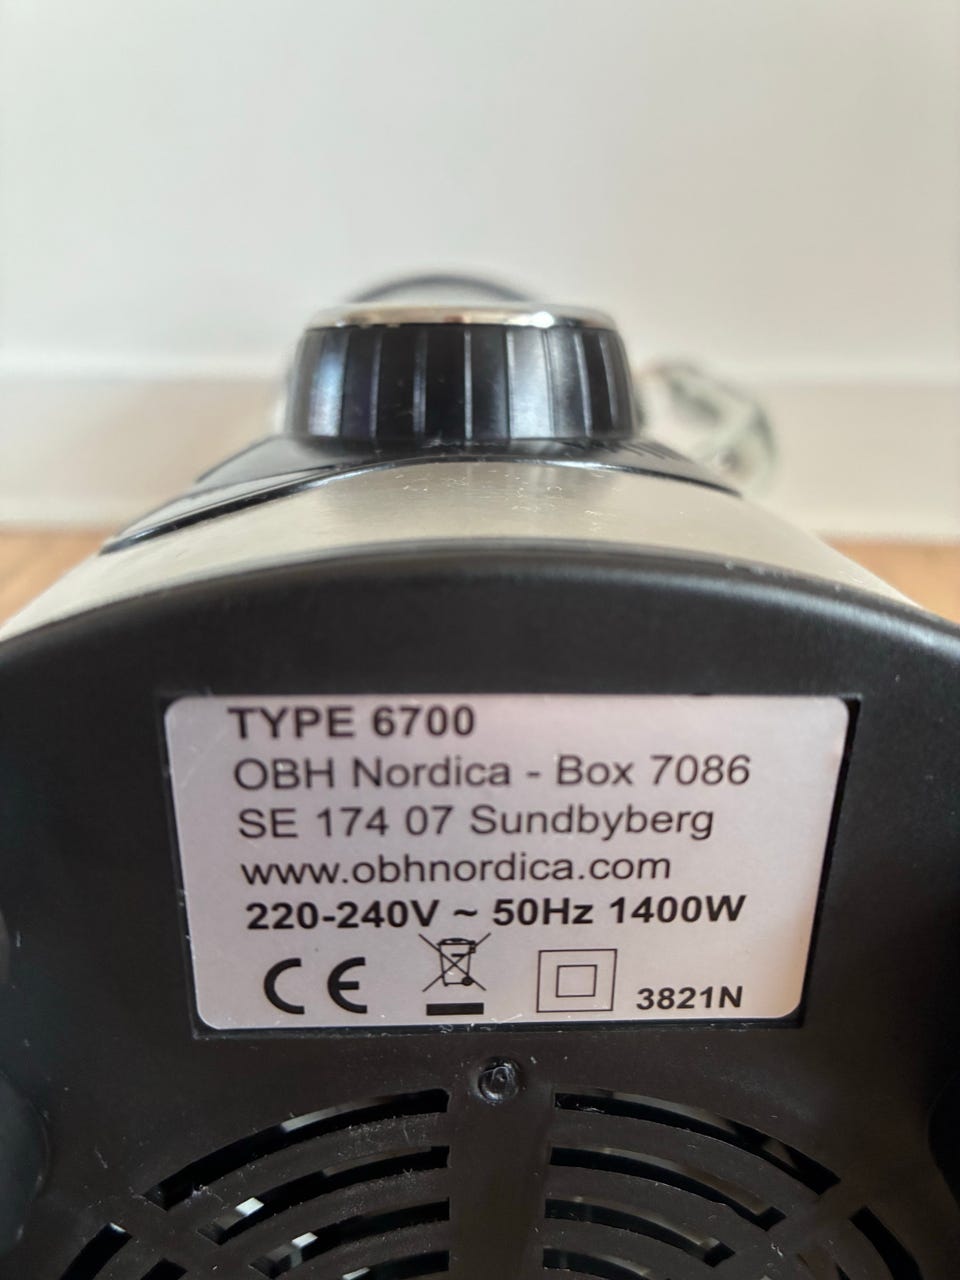 TYPE 6700
OBH Nordica - Box 7086
SE 174 07 Sundbyberg
www.obhnordica.com
220-240V ~ 50Hz 1400W
CE
3821N